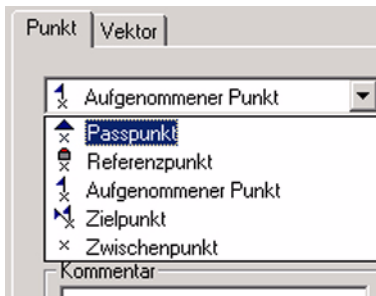 Punkt Vektor
Aufgenommener Punkt
Passpunkt
Referenzpunkt
Aufgenommener Punkt
Zielpunkt
Zwischenpunkt
Kommentar